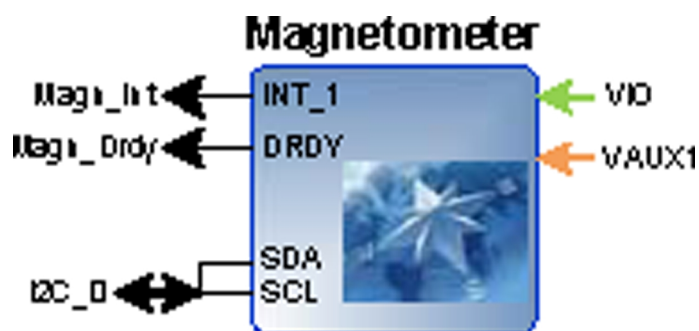 Magnetometer
Magn_Int
INT_1
VIO
Magn_Drdy
DRDY
VAUX1
SDA
I2C_0
SCL